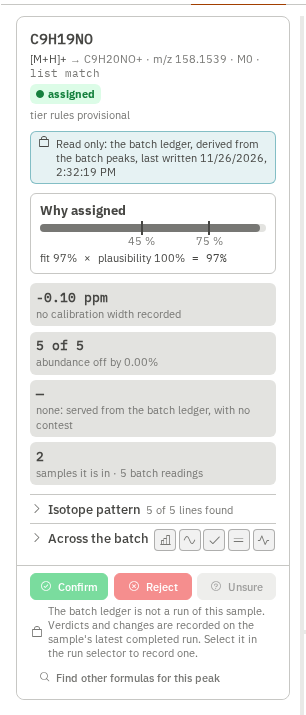 C9H19NO
[M+H]+ → C9H20NO+ · m/z 158.1539 · M0 ·
list match
assigned
tier rules provisional
Read only: the batch ledger, derived from
the batch peaks, last written 11/26/2026,
2:32:19 PM
Why assigned
45 % 75 %
fit 97% × plausibility 100% = 97%
-0.10 ppm
no calibration width recorded
5 of 5
abundance off by 0.00%
—
none: served from the batch ledger, with no
contest
2
samples it is in · 5 batch readings
Isotope pattern 5 of 5 lines found
Across the batch
Confirm Reject Unsure
The batch ledger is not a run of this sample.
Verdicts and changes are recorded on the
sample's latest completed run. Select it in
the run selector to record one.
Find other formulas for this peak